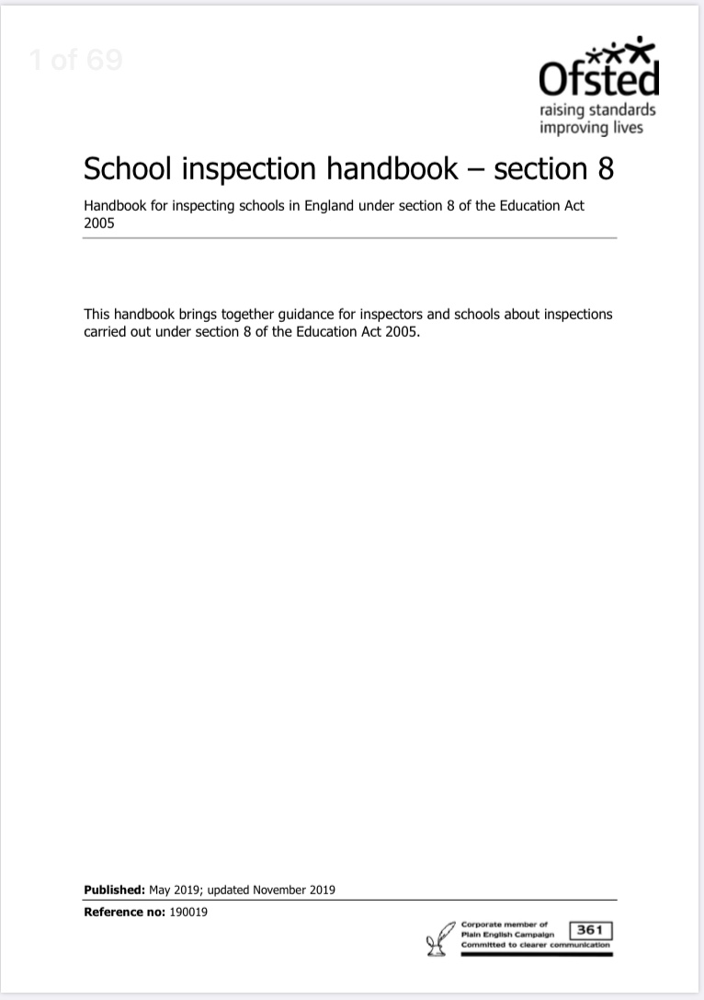 1 of 69
Ofsted
raising standards
improving lives
School inspection handbook – section 8
Handbook for inspecting schools in England under section 8 of the Education Act
2005
This handbook brings together guidance for inspectors and schools about inspections
carried out under section 8 of the Education Act 2005.
Published: May 2019; updated November 2019
Reference no: 190019
Corporate member of
Plain English Campaign
Committed to clearer communication
361